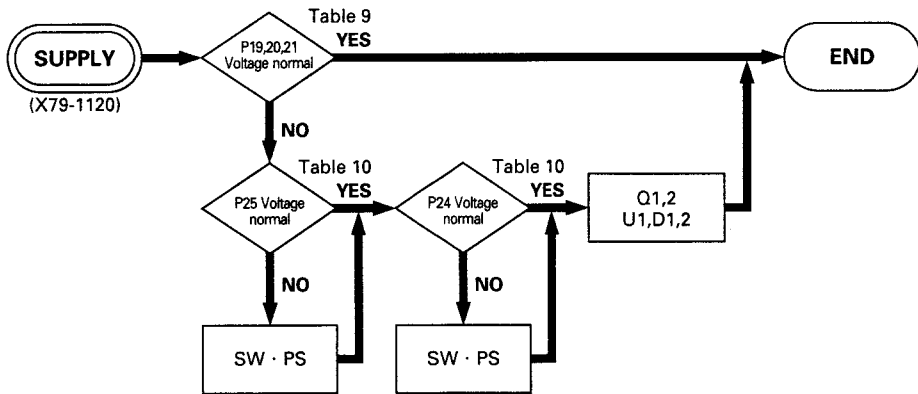 Table 9
SUPPLY
P19,20,21
Voltage normal
YES
END
(X79-1120)
NO
Table 10
YES
P25 Voltage
normal
Table 10
YES
P24 Voltage
normal
Q1,2
U1,D1,2
NO
NO
SW · PS
SW · PS